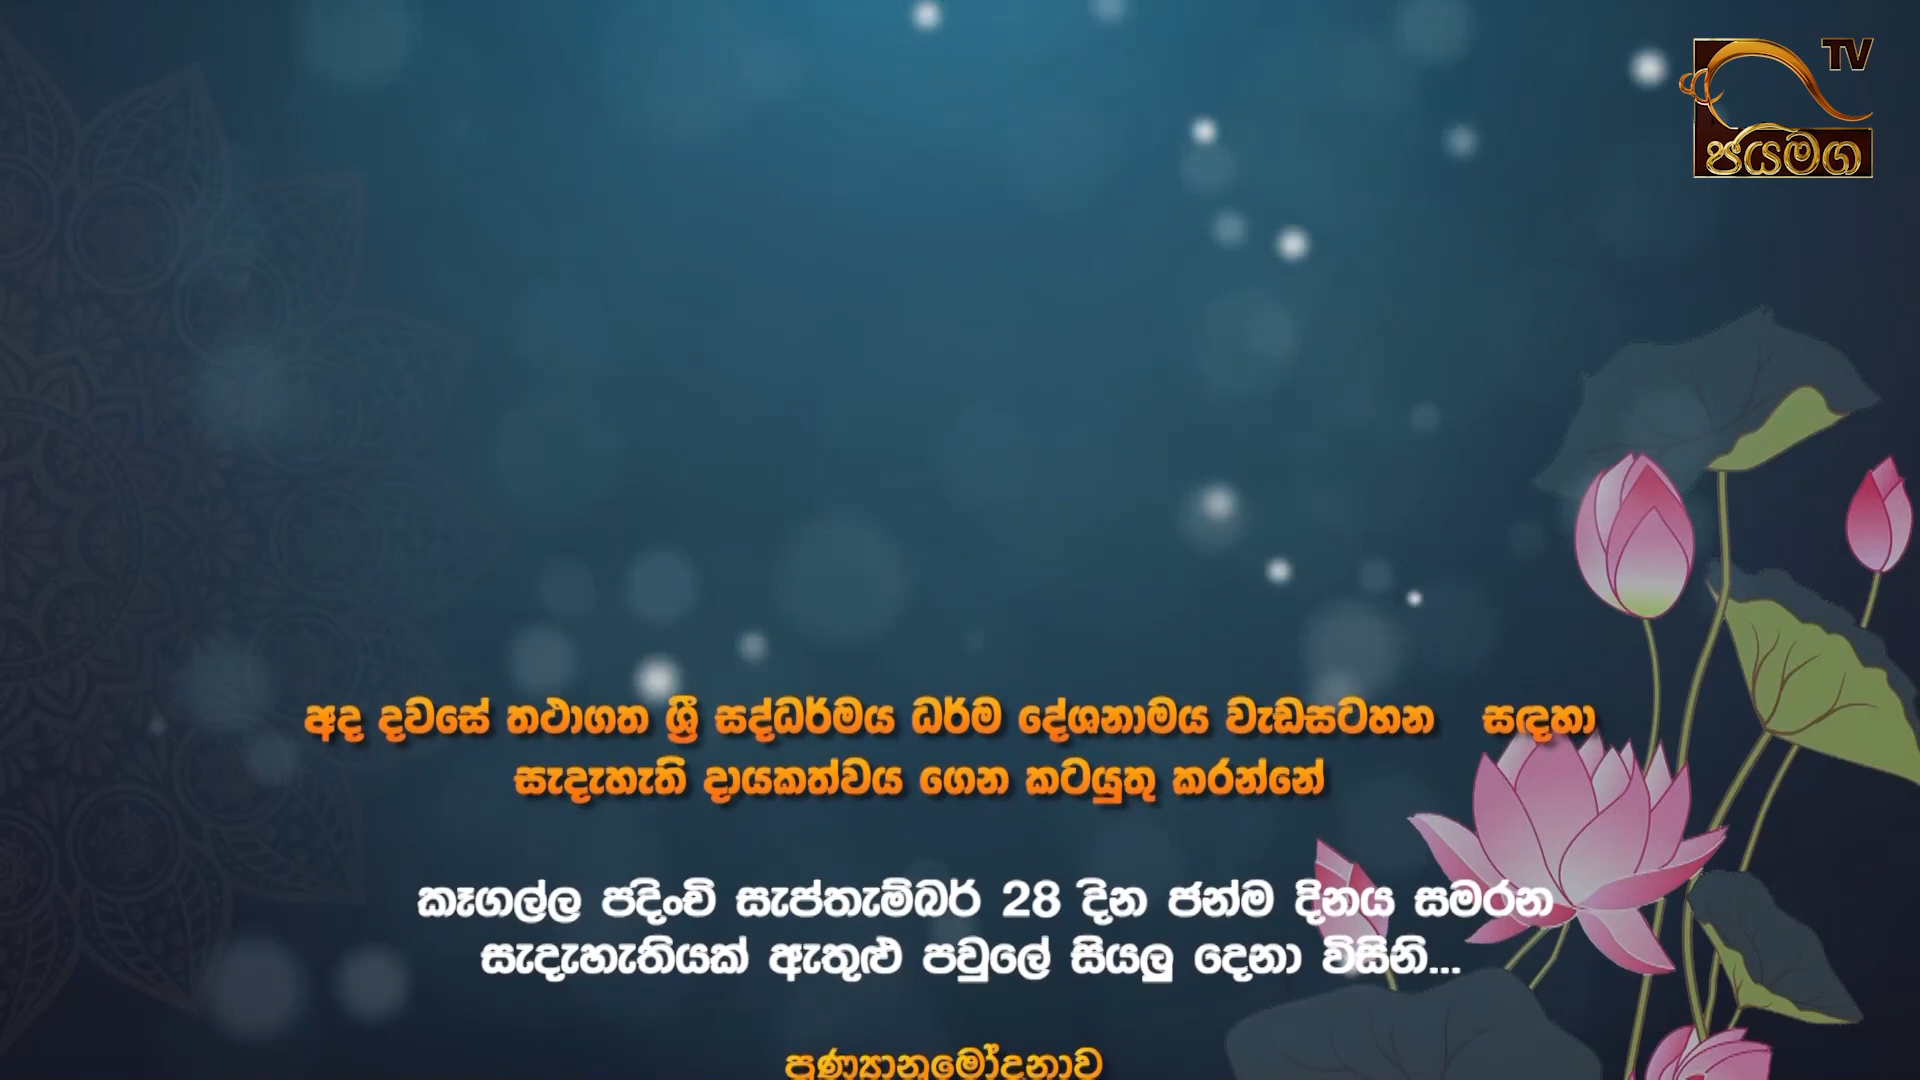 TV
ජයමග
අද දවසේ තථාගත ශ්‍රී සද්ධර්මය ධර්ම දේශනාමය වැඩසටහන සඳහා
සැදැහැති දායකත්වය ගෙන කටයුතු කරන්නේ
කෑගල්ල පදිංචි සැප්තැම්බර් 28 දින ජන්ම දිනය සමරන
සැදැහැතියක් ඇතුළු පවුලේ සියලු දෙනා විසිනි...
පුණ්‍යානුමෝදනාව